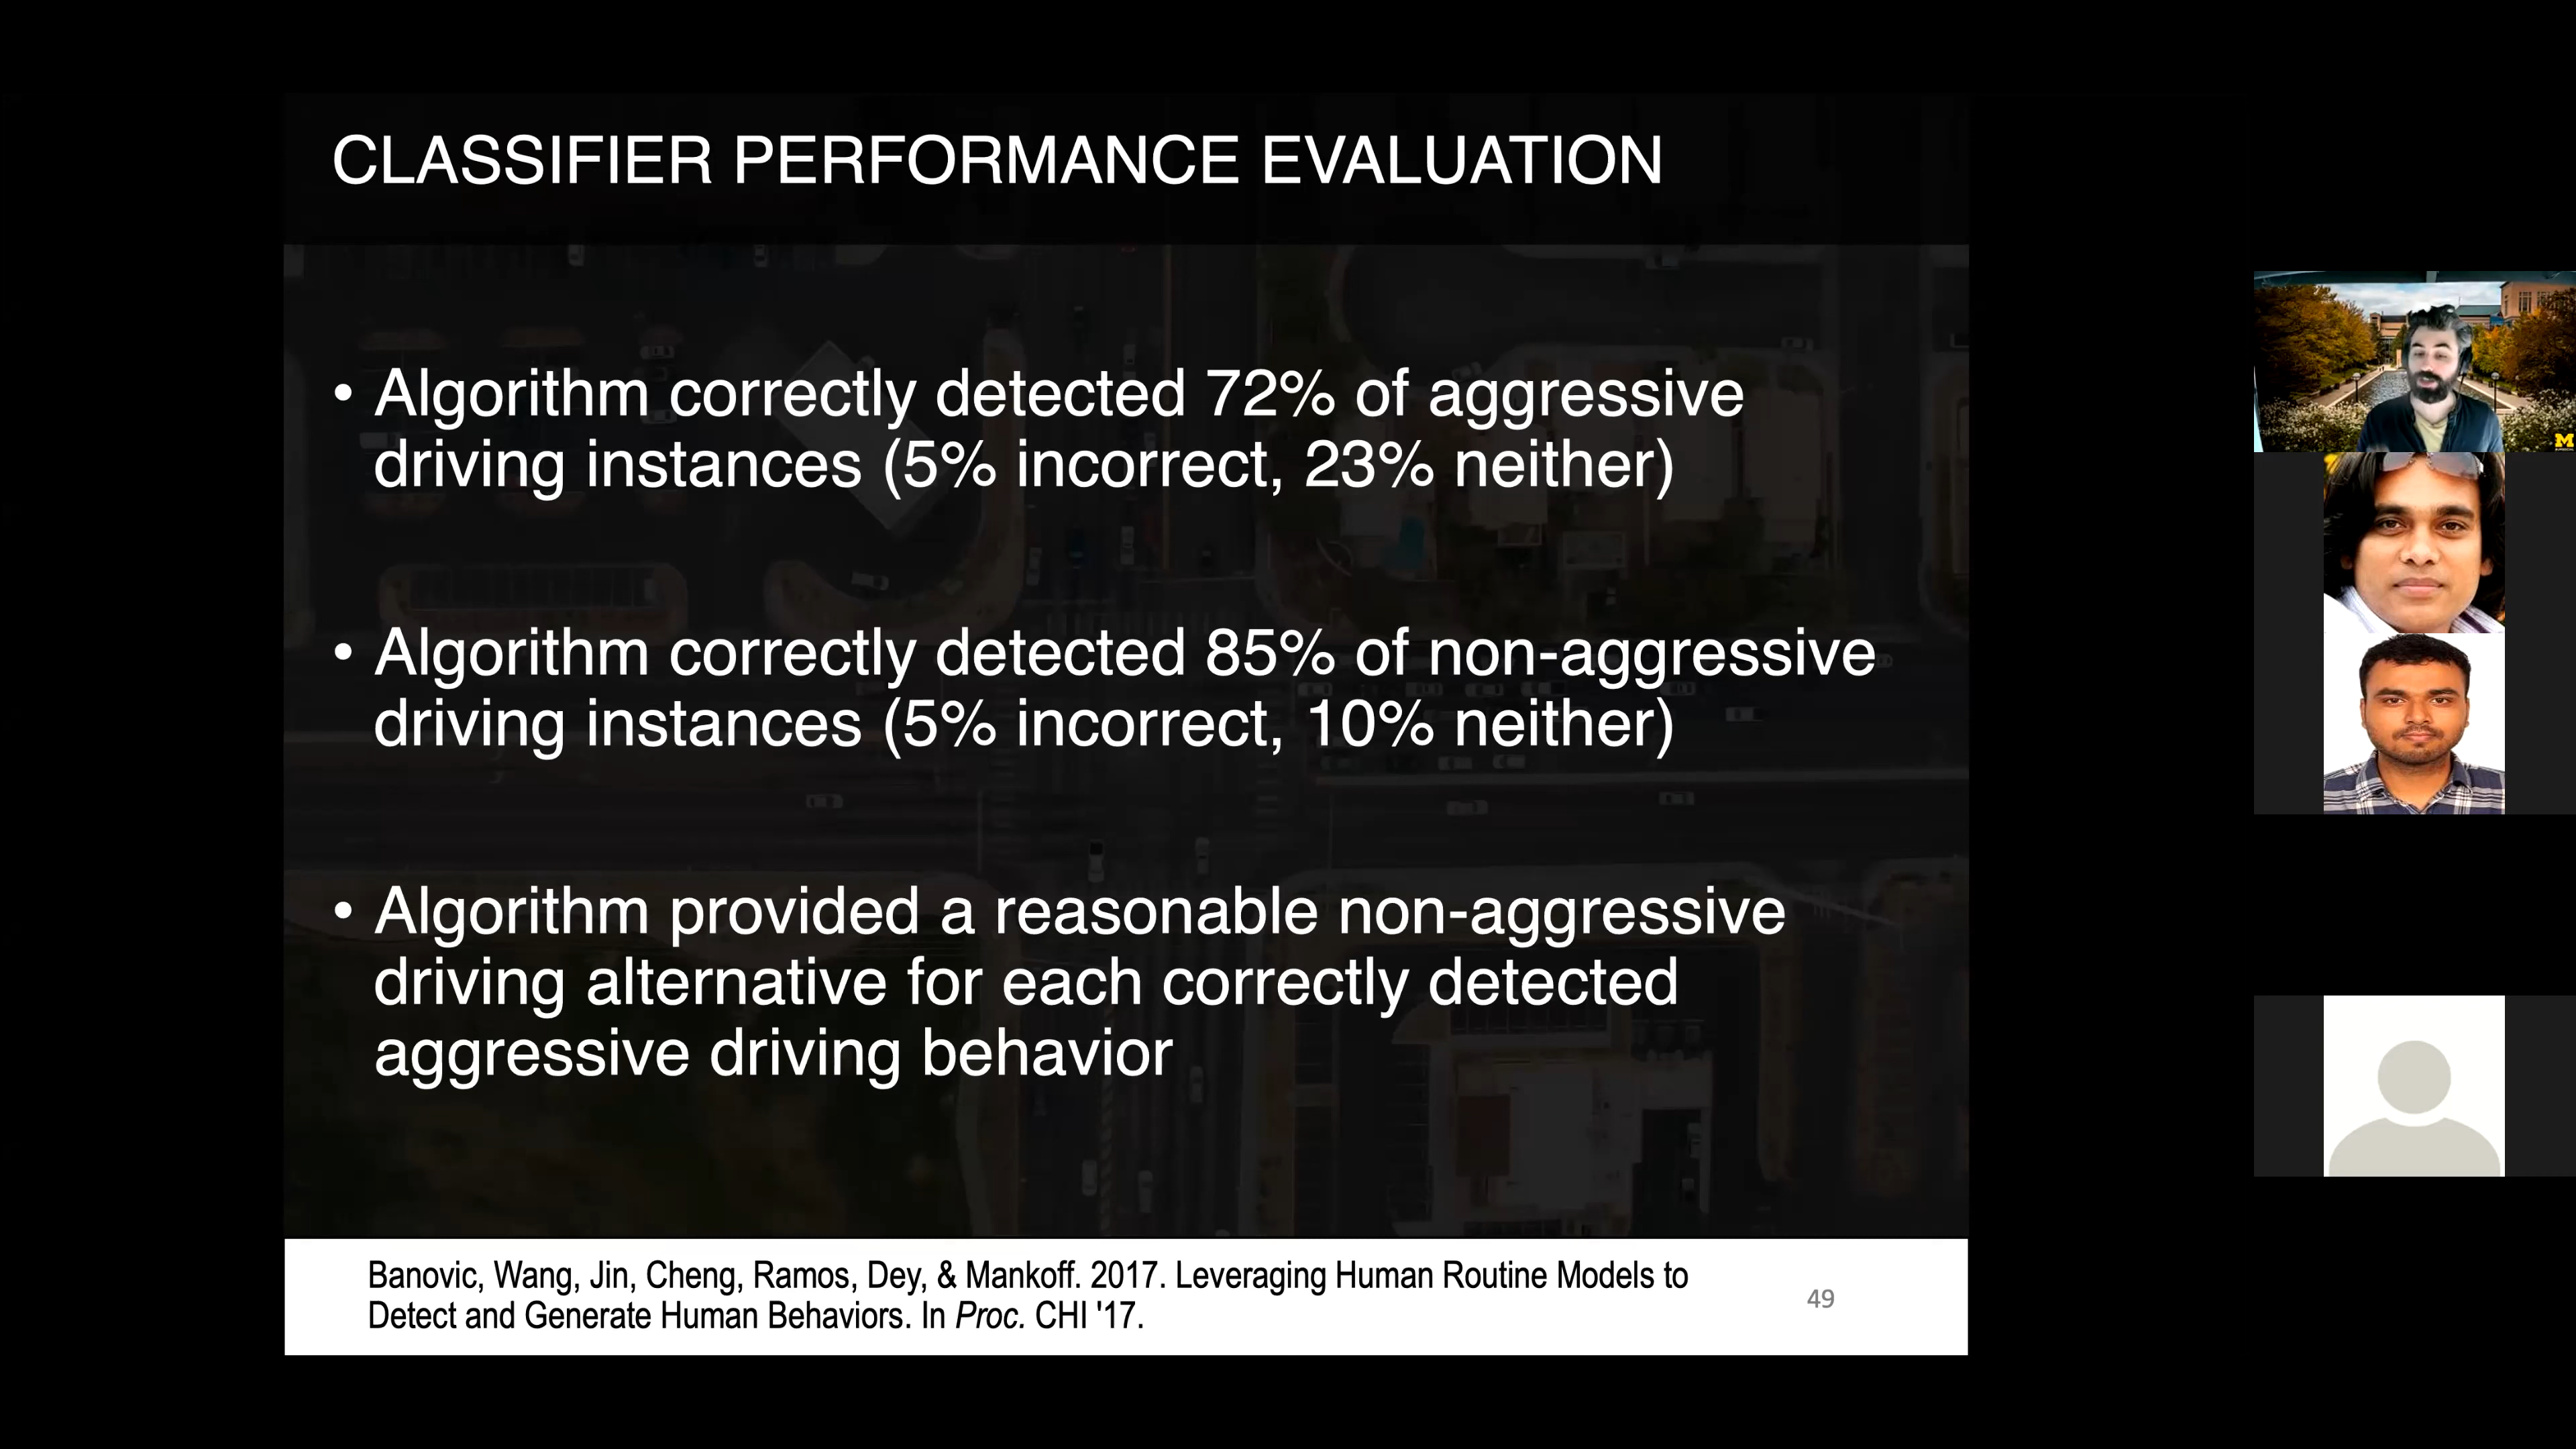 CLASSIFIER PERFORMANCE EVALUATION
• Algorithm correctly detected 72% of aggressive
driving instances (5% incorrect, 23% neither)
• Algorithm correctly detected 85% of non-aggressive
driving instances (5% incorrect, 10% neither)
• Algorithm provided a reasonable non-aggressive
driving alternative for each correctly detected
aggressive driving behavior
Banovic, Wang, Jin, Cheng, Ramos, Dey, & Mankoff. 2017. Leveraging Human Routine Models to
Detect and Generate Human Behaviors. In Proc. CHI '17.
49
M